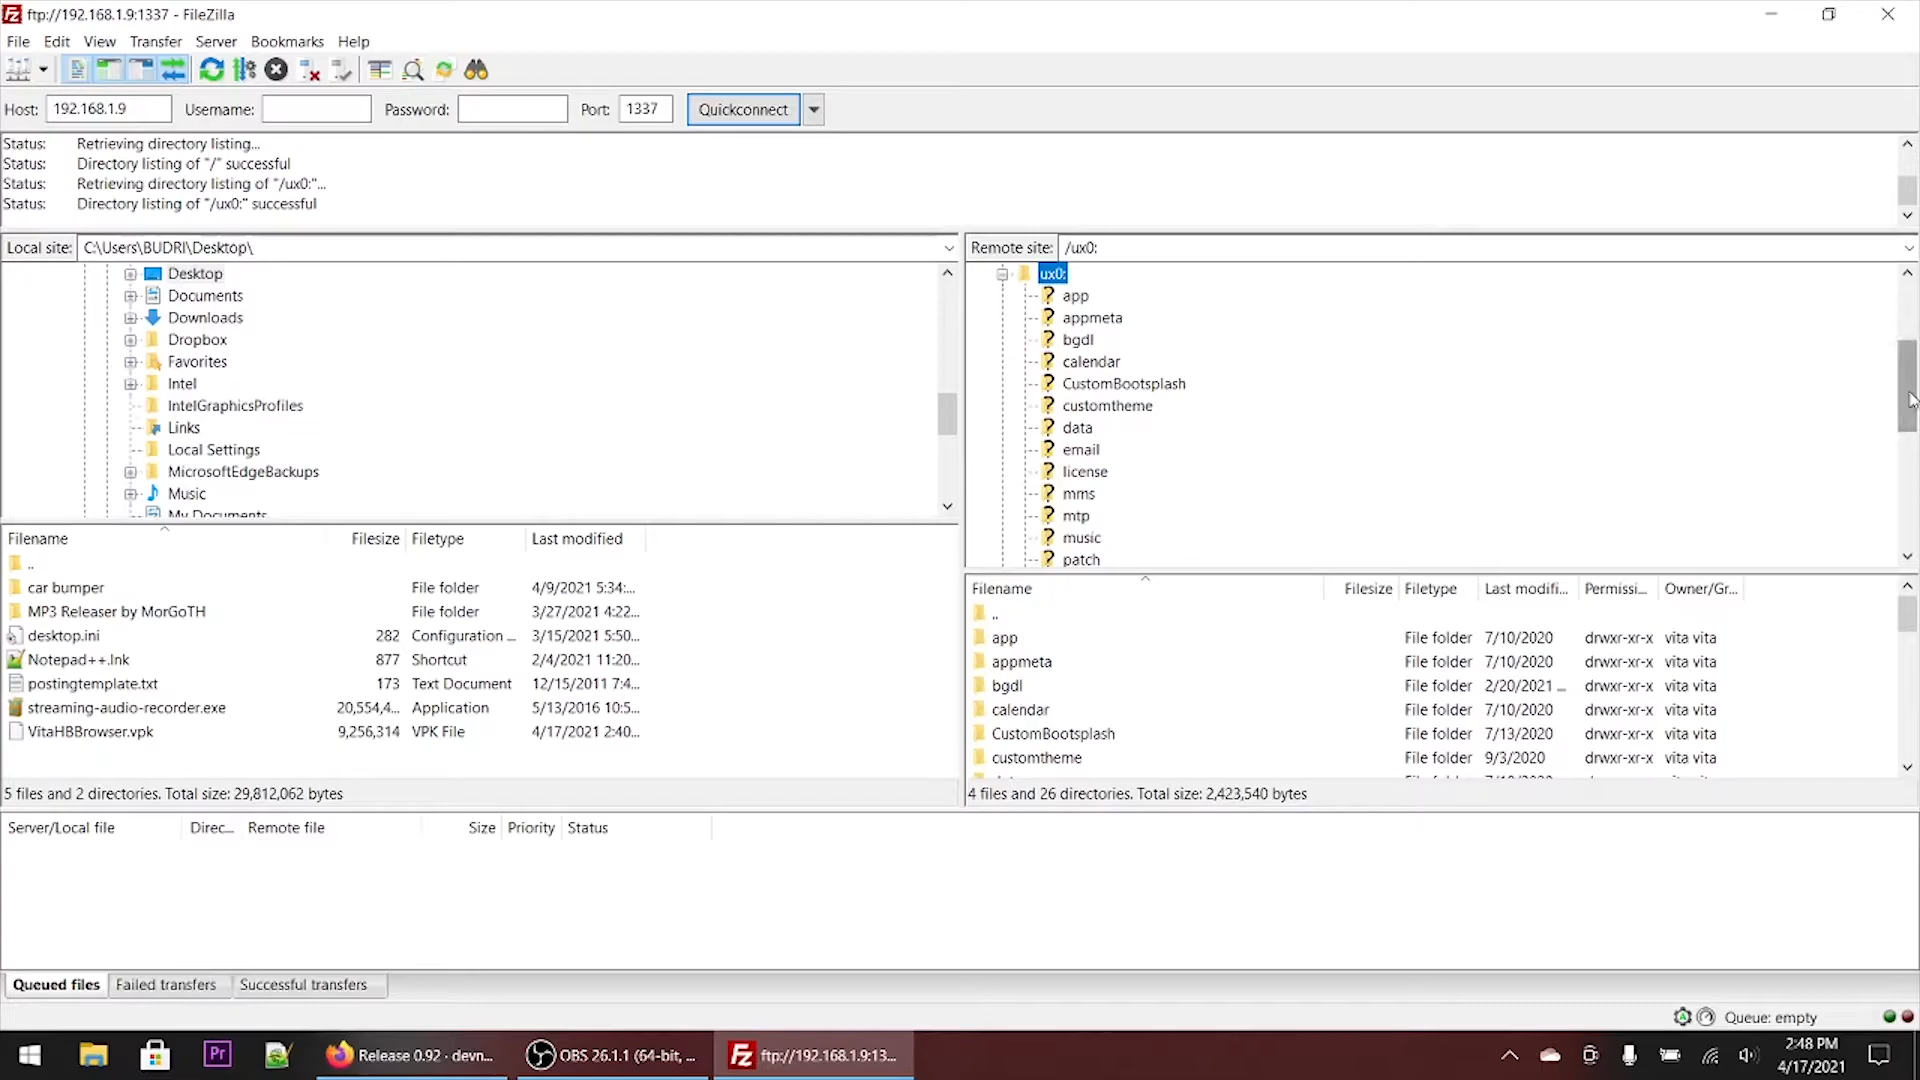 ftp://192.168.1.9:1337 - FileZilla
File Edit View Transfer Server Bookmarks Help
Host: 192.168.1.9 Username: Password: Port: 1337 Quickconnect
Status: Retrieving directory listing...
Status: Directory listing of "/" successful
Status: Retrieving directory listing of "/ux0:"...
Status: Directory listing of "/ux0:" successful
Local site: C:\Users\BUDRI\Desktop\
Desktop
Documents
Downloads
Dropbox
Favorites
Intel
IntelGraphicsProfiles
Links
Local Settings
MicrosoftEdgeBackups
Music
My Documents
Filename Filesize Filetype Last modified
..
car bumper File folder 4/9/2021 5:34:...
MP3 Releaser by MorGoTH File folder 3/27/2021 4:22...
desktop.ini 282 Configuration ... 3/15/2021 5:50...
Notepad++.lnk 877 Shortcut 2/4/2021 11:20...
postingtemplate.txt 173 Text Document 12/15/2011 7:4...
streaming-audio-recorder.exe 20,554,4... Application 5/13/2016 10:5...
VitaHBBrowser.vpk 9,256,314 VPK File 4/17/2021 2:40...
5 files and 2 directories. Total size: 29,812,062 bytes
Remote site: /ux0:
ux0:
app
appmeta
bgdl
calendar
CustomBootsplash
customtheme
data
email
license
mms
mtp
music
patch
Filename Filesize Filetype Last modifi... Permissi... Owner/Gr...
..
app File folder 7/10/2020 drwxr-xr-x vita vita
appmeta File folder 7/10/2020 drwxr-xr-x vita vita
bgdl File folder 2/20/2021 ... drwxr-xr-x vita vita
calendar File folder 7/10/2020 drwxr-xr-x vita vita
CustomBootsplash File folder 7/13/2020 drwxr-xr-x vita vita
customtheme File folder 9/3/2020 drwxr-xr-x vita vita
4 files and 26 directories. Total size: 2,423,540 bytes
Server/Local file Direc... Remote file Size Priority Status
Queued files Failed transfers Successful transfers
Queue: empty
Pr Release 0.92 · devn... OBS 26.1.1 (64-bit, ... ftp://192.168.1.9:13...
2:48 PM
4/17/2021